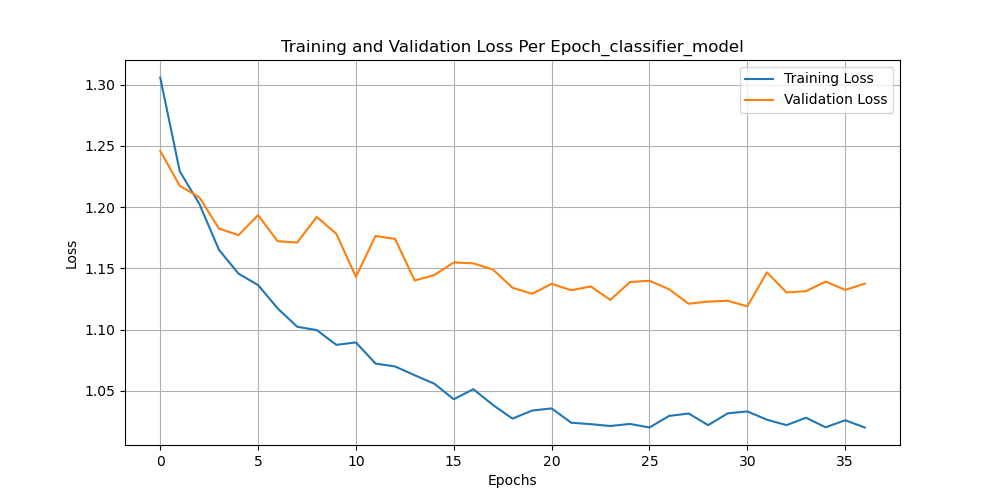 Training and Validation Loss Per Epoch_classifier_model
Training Loss
Validation Loss
1.30
1.25
1.20
1.15
1.10
1.05
Loss
0 5 10 15 20 25 30 35
Epochs